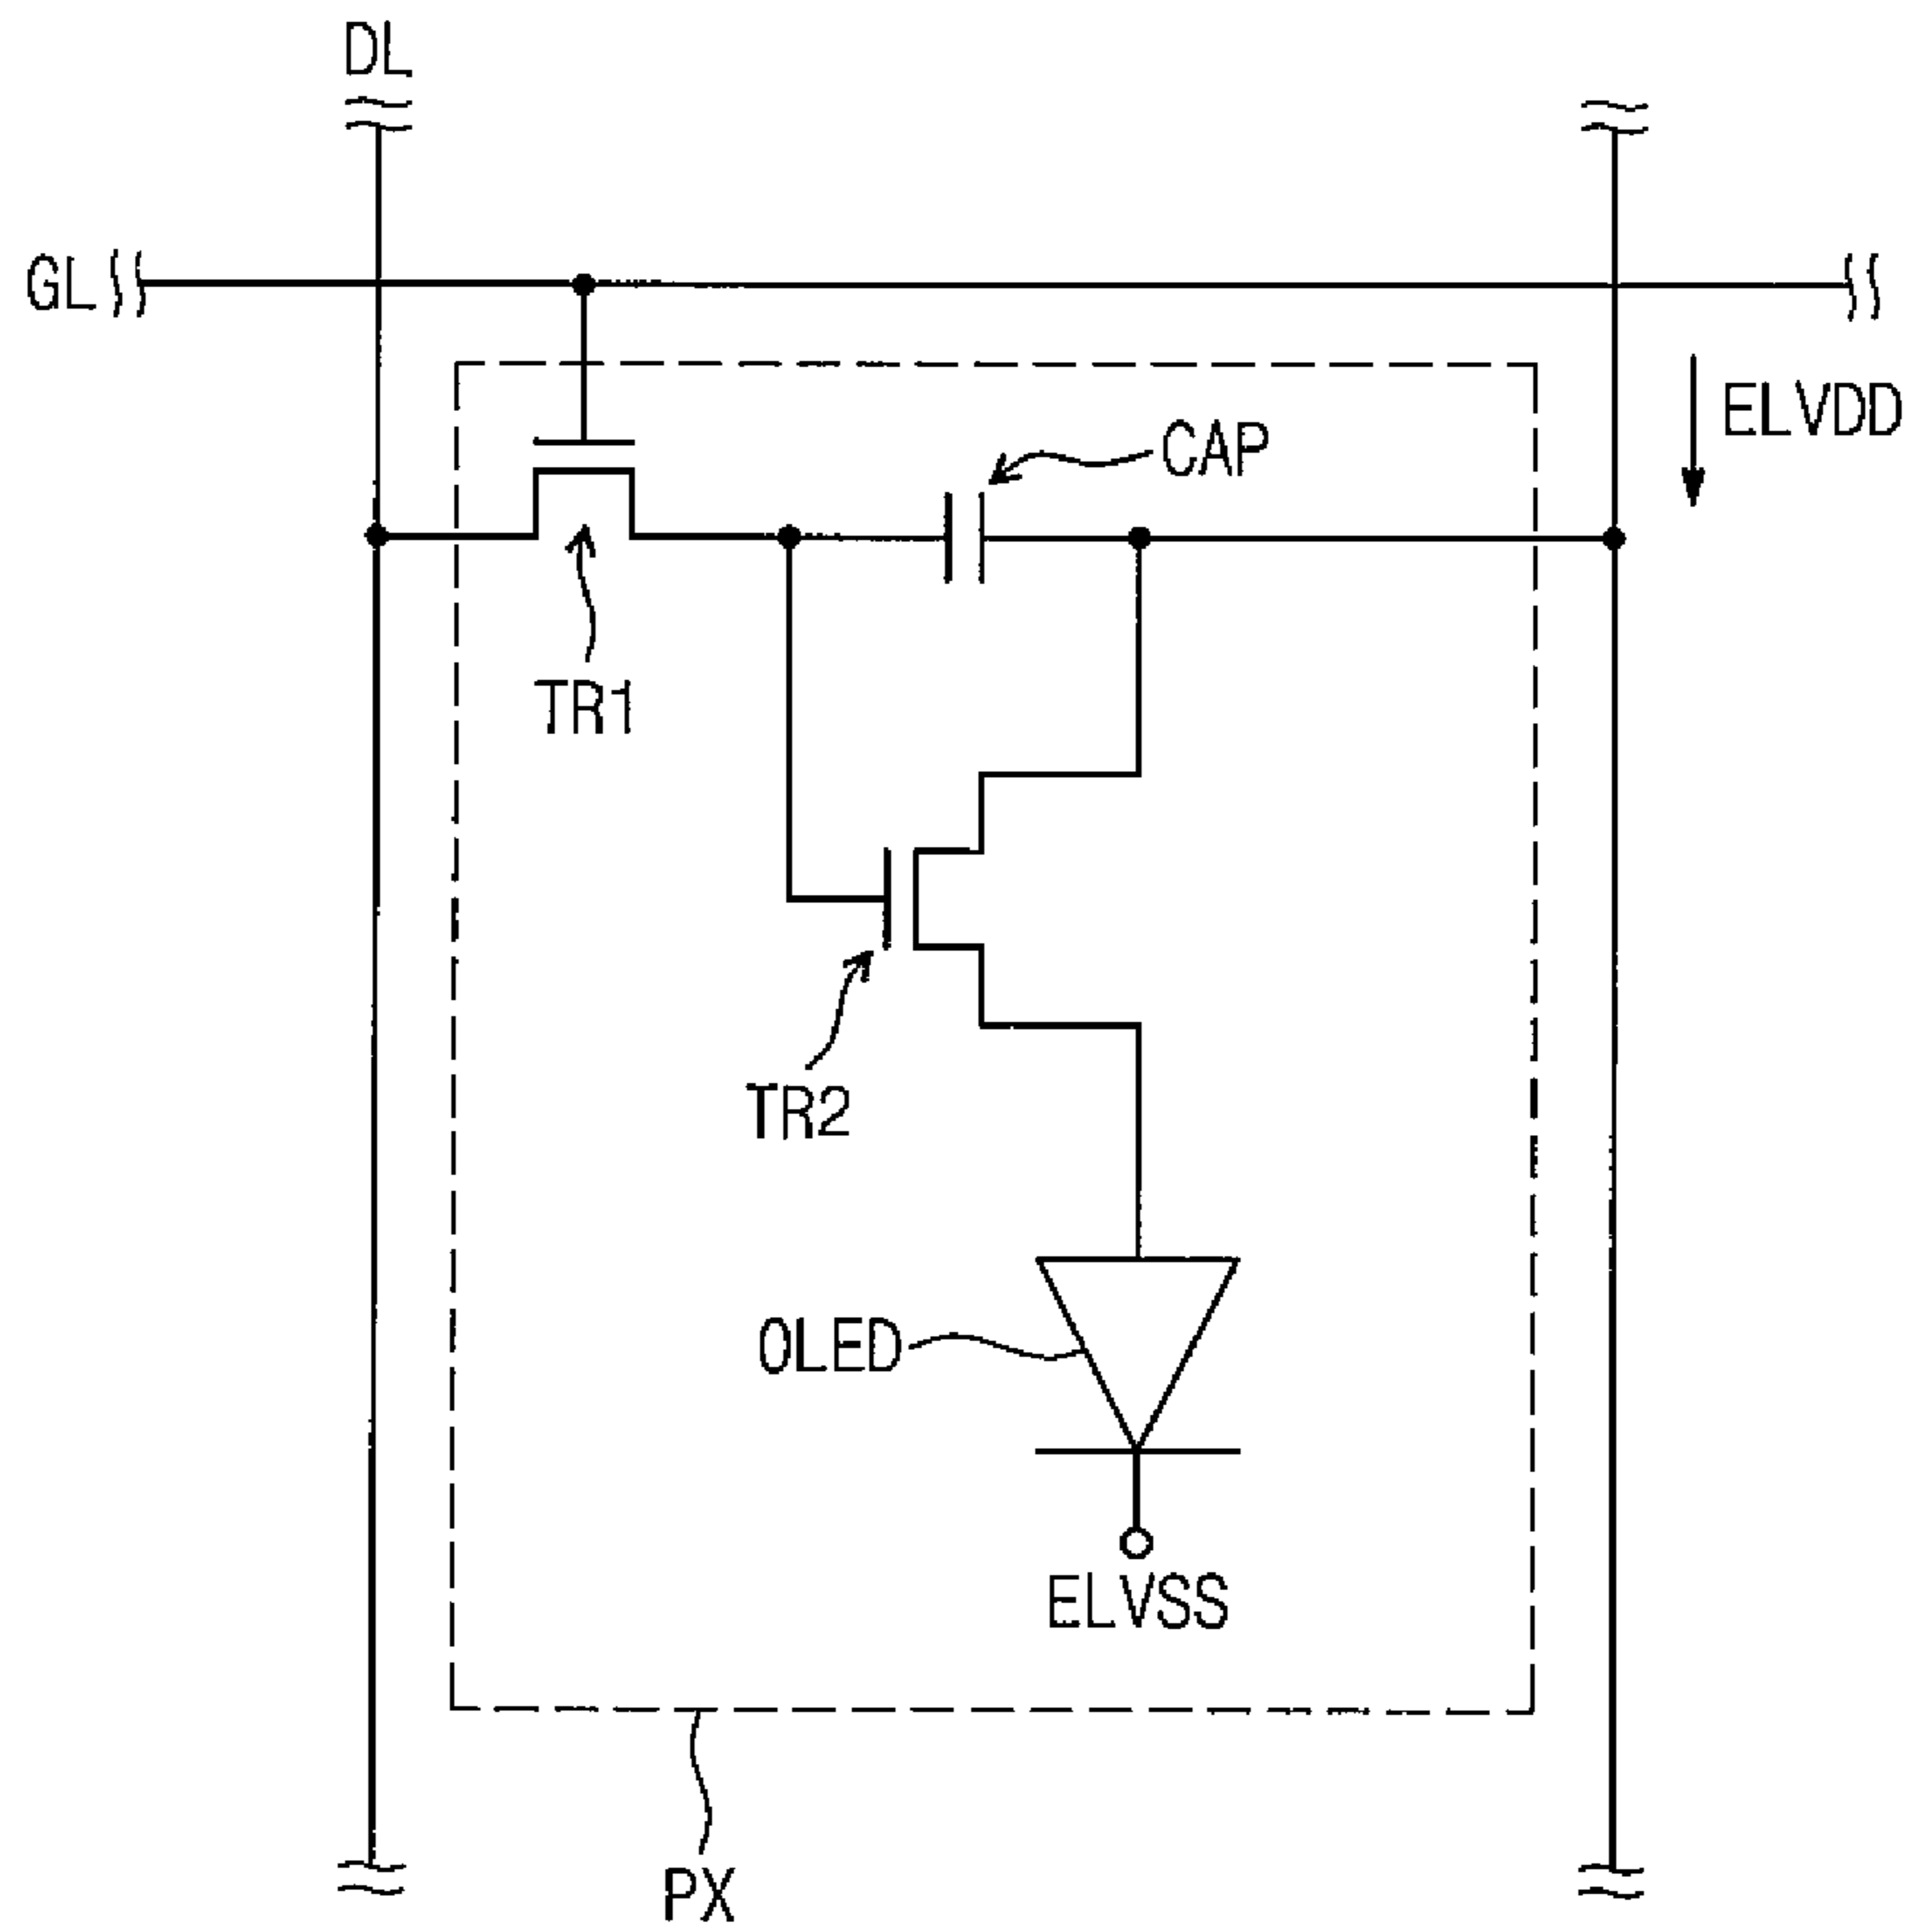 DL
GL
ELVDD
CAP
TR1
TR2
OLED
ELVSS
PX